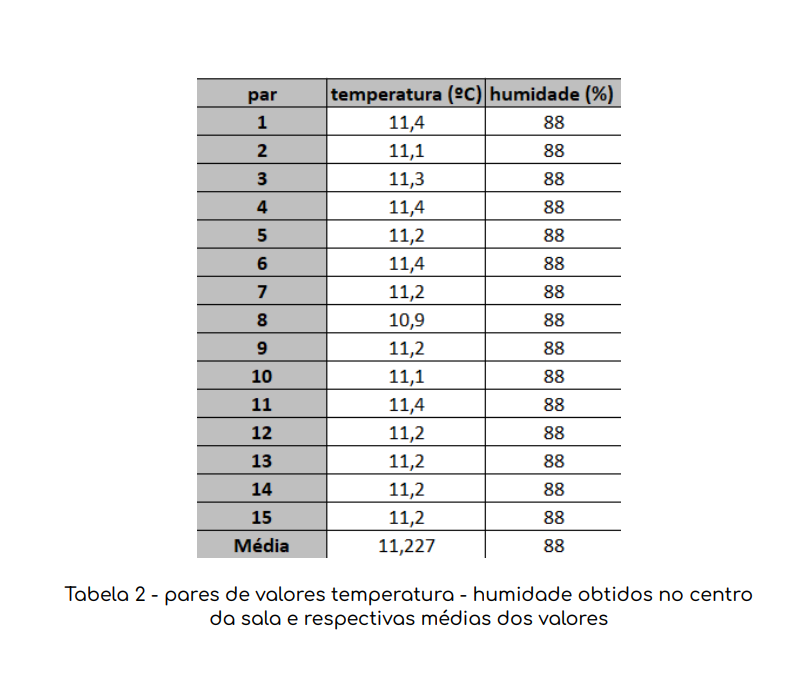 par temperatura (ºC) humidade (%)
1 11,4 88
2 11,1 88
3 11,3 88
4 11,4 88
5 11,2 88
6 11,4 88
7 11,2 88
8 10,9 88
9 11,2 88
10 11,1 88
11 11,4 88
12 11,2 88
13 11,2 88
14 11,2 88
15 11,2 88
Média 11,227 88
Tabela 2 - pares de valores temperatura - humidade obtidos no centro
da sala e respectivas médias dos valores